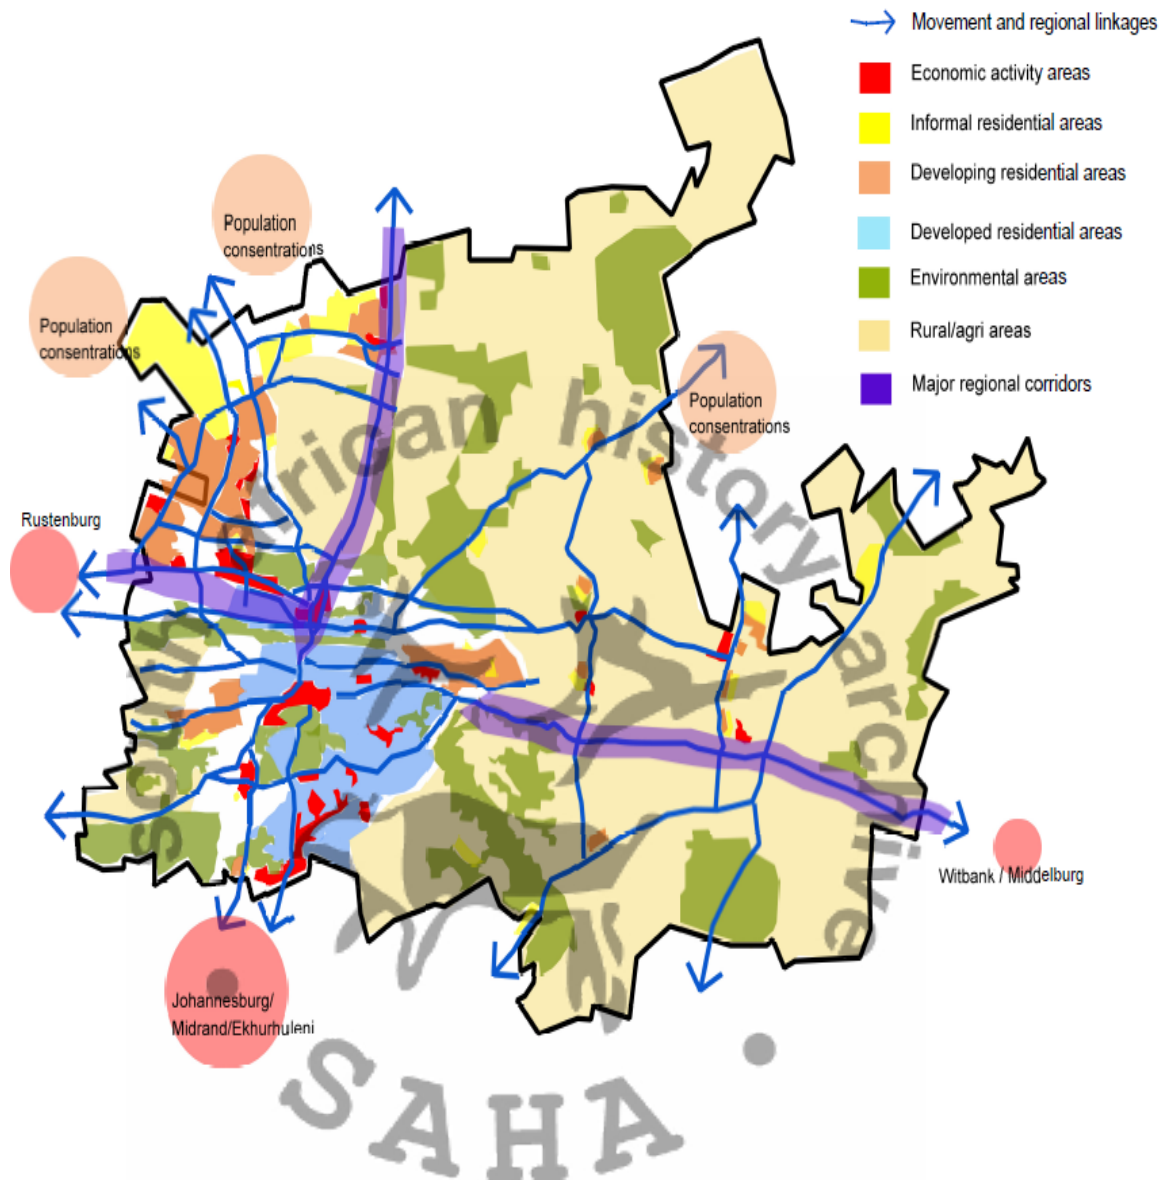 Movement and regional linkages
Economic activity areas
Informal residential areas
Developing residential areas
Developed residential areas
Environmental areas
Rural/agri areas
Major regional corridors
Population
consentrations
Population
consentrations
Population
consentrations
Rustenburg
Witbank / Middelburg
Johannesburg/
Midrand/Ekhurhuleni
south african history archive
SAHA